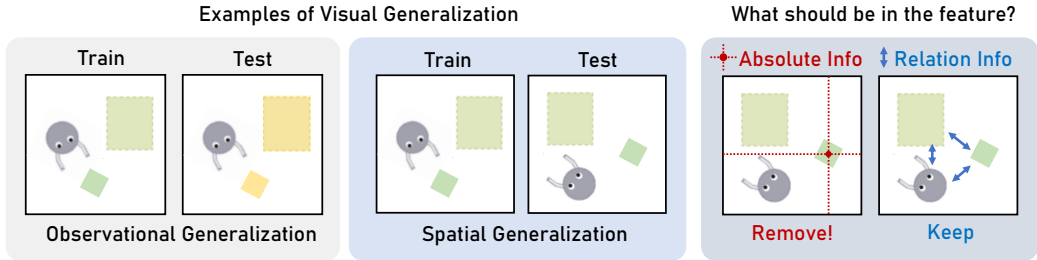 Examples of Visual Generalization
Train
Test
Observational Generalization
Train
Test
Spatial Generalization
What should be in the feature?
Absolute Info
Relation Info
Remove!
Keep